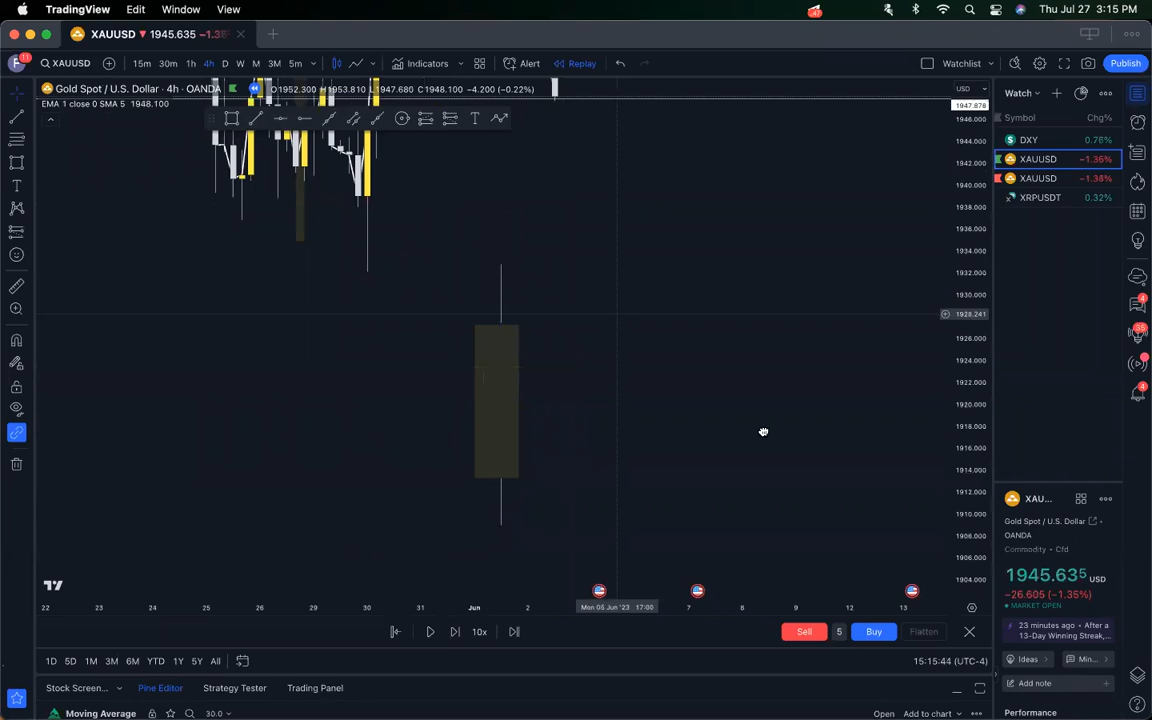 TradingView Edit Window View Thu Jul 27 3:15 PM
XAUUSD 1945.635
11 XAUUSD 15m 30m 1h 4h D W M 3M 5m Indicators Alert Replay Watchlist Publish
Gold Spot / U.S. Dollar · 4h · OANDA O1952.300 H1953.810 L1947.680 C1948.100 −4.200 (−0.22%) USD Watch
EMA 1 close 0 SMA 5 1948.100 1947.878
Symbol Chg%
1946.000
1944.000
DXY 0.76%
1942.000
XAUUSD −1.36%
XAUUSD −1.38%
1940.000
XRPUSDT 0.32%
1938.000
1936.000
1934.000
1932.000
1930.000
4
1928.241
35
1926.000
1924.000
1922.000
4
1920.000
1918.000
1916.000
1914.000
1912.000
XAU...
1910.000
Gold Spot / U.S. Dollar
1908.000
OANDA
Commodity · Cfd
1906.000
1945.635 USD
1904.000
−26.605 (−1.35%)
22 23 24 25 26 27 28 29 30 31 Jun 2 Mon 05 Jun '23 17:00 7 8 9 12 13
MARKET OPEN
23 minutes ago · After a
13-Day Winning Streak,...
10x Sell 5 Buy Flatten
1D 5D 1M 3M 6M YTD 1Y 5Y All 15:15:44 (UTC-4)
Ideas Min...
Add note
Stock Screen... Pine Editor Strategy Tester Trading Panel
Moving Average 30.0 Open Add to chart
Performance